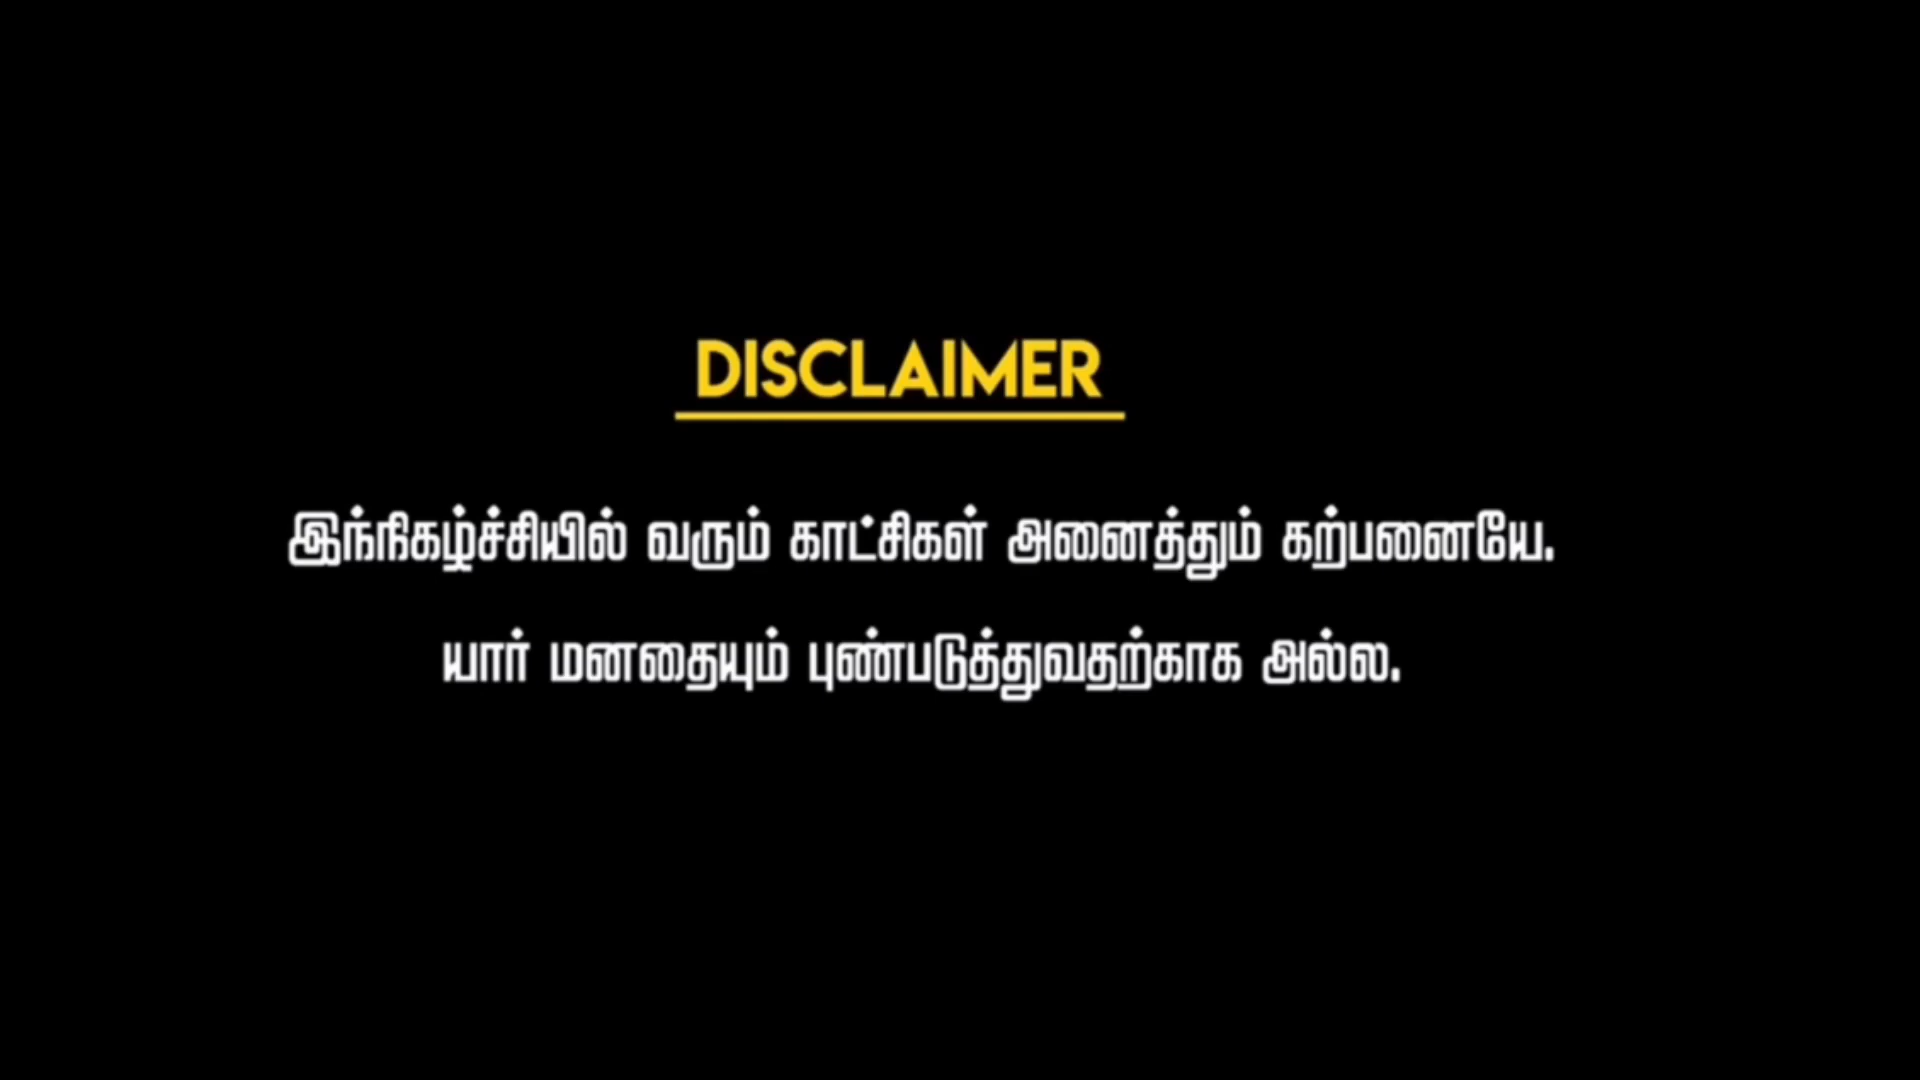 DISCLAIMER
இந்நிகழ்ச்சியில் வரும் காட்சிகள் அனைத்தும் கற்பனையே.
யார் மனதையும் புண்படுத்துவதற்காக அல்ல.